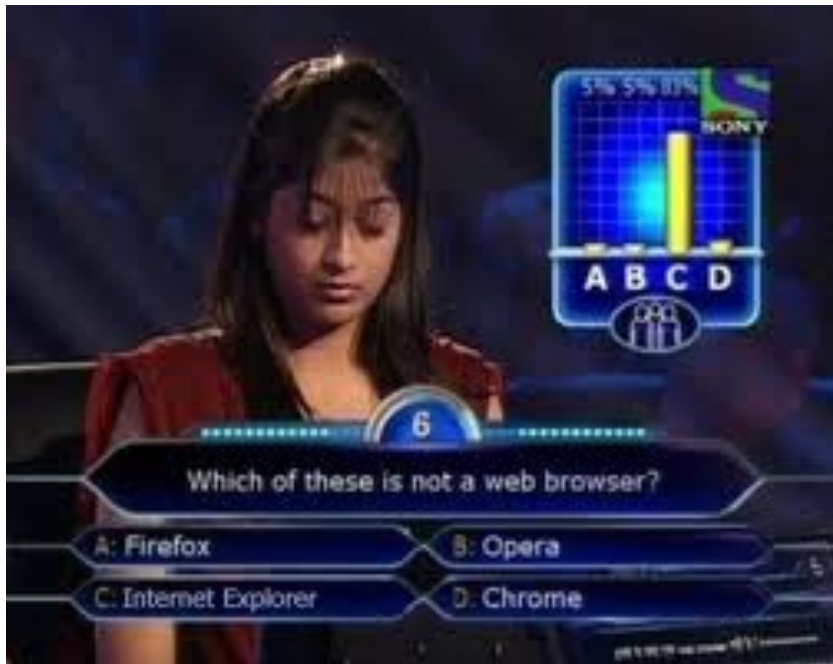 5% 5% 83%
SONY
A B C D
6
Which of these is not a web browser?
A: Firefox
B: Opera
C: Internet Explorer
D: Chrome